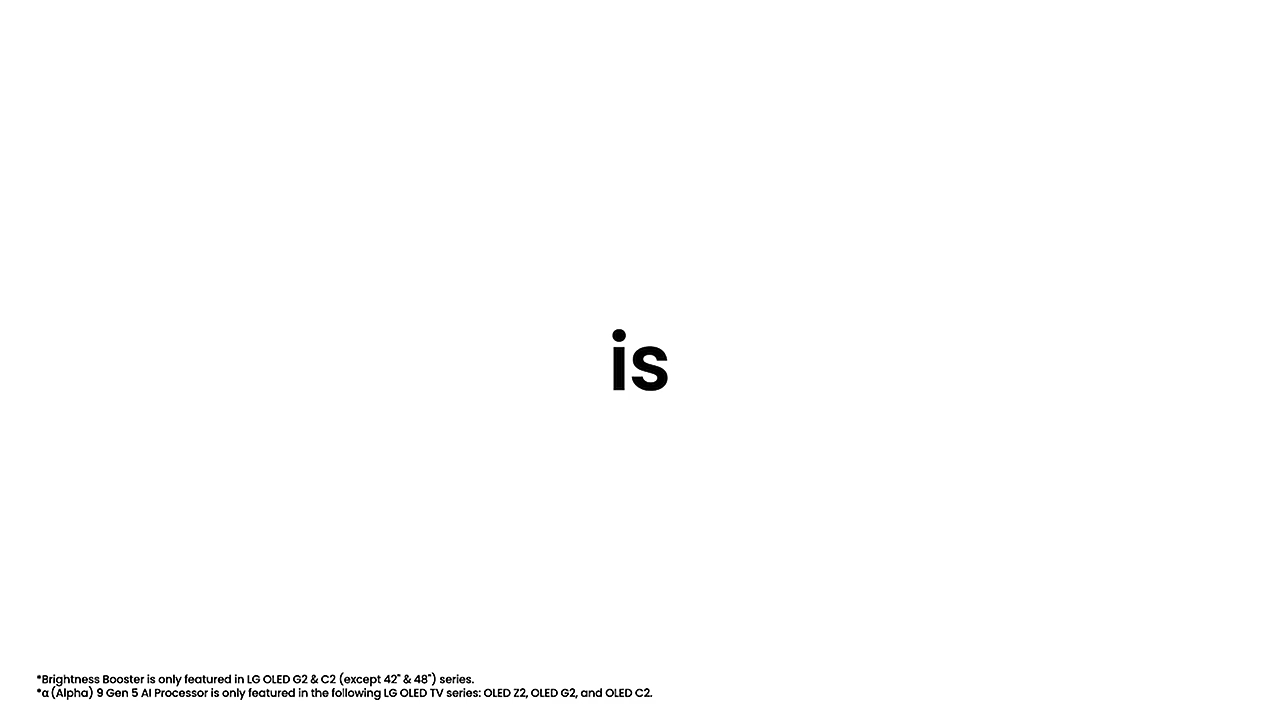 is
*Brightness Booster is only featured in LG OLED G2 & C2 (except 42" & 48") series.
*α (Alpha) 9 Gen 5 AI Processor is only featured in the following LG OLED TV series: OLED Z2, OLED G2, and OLED C2.